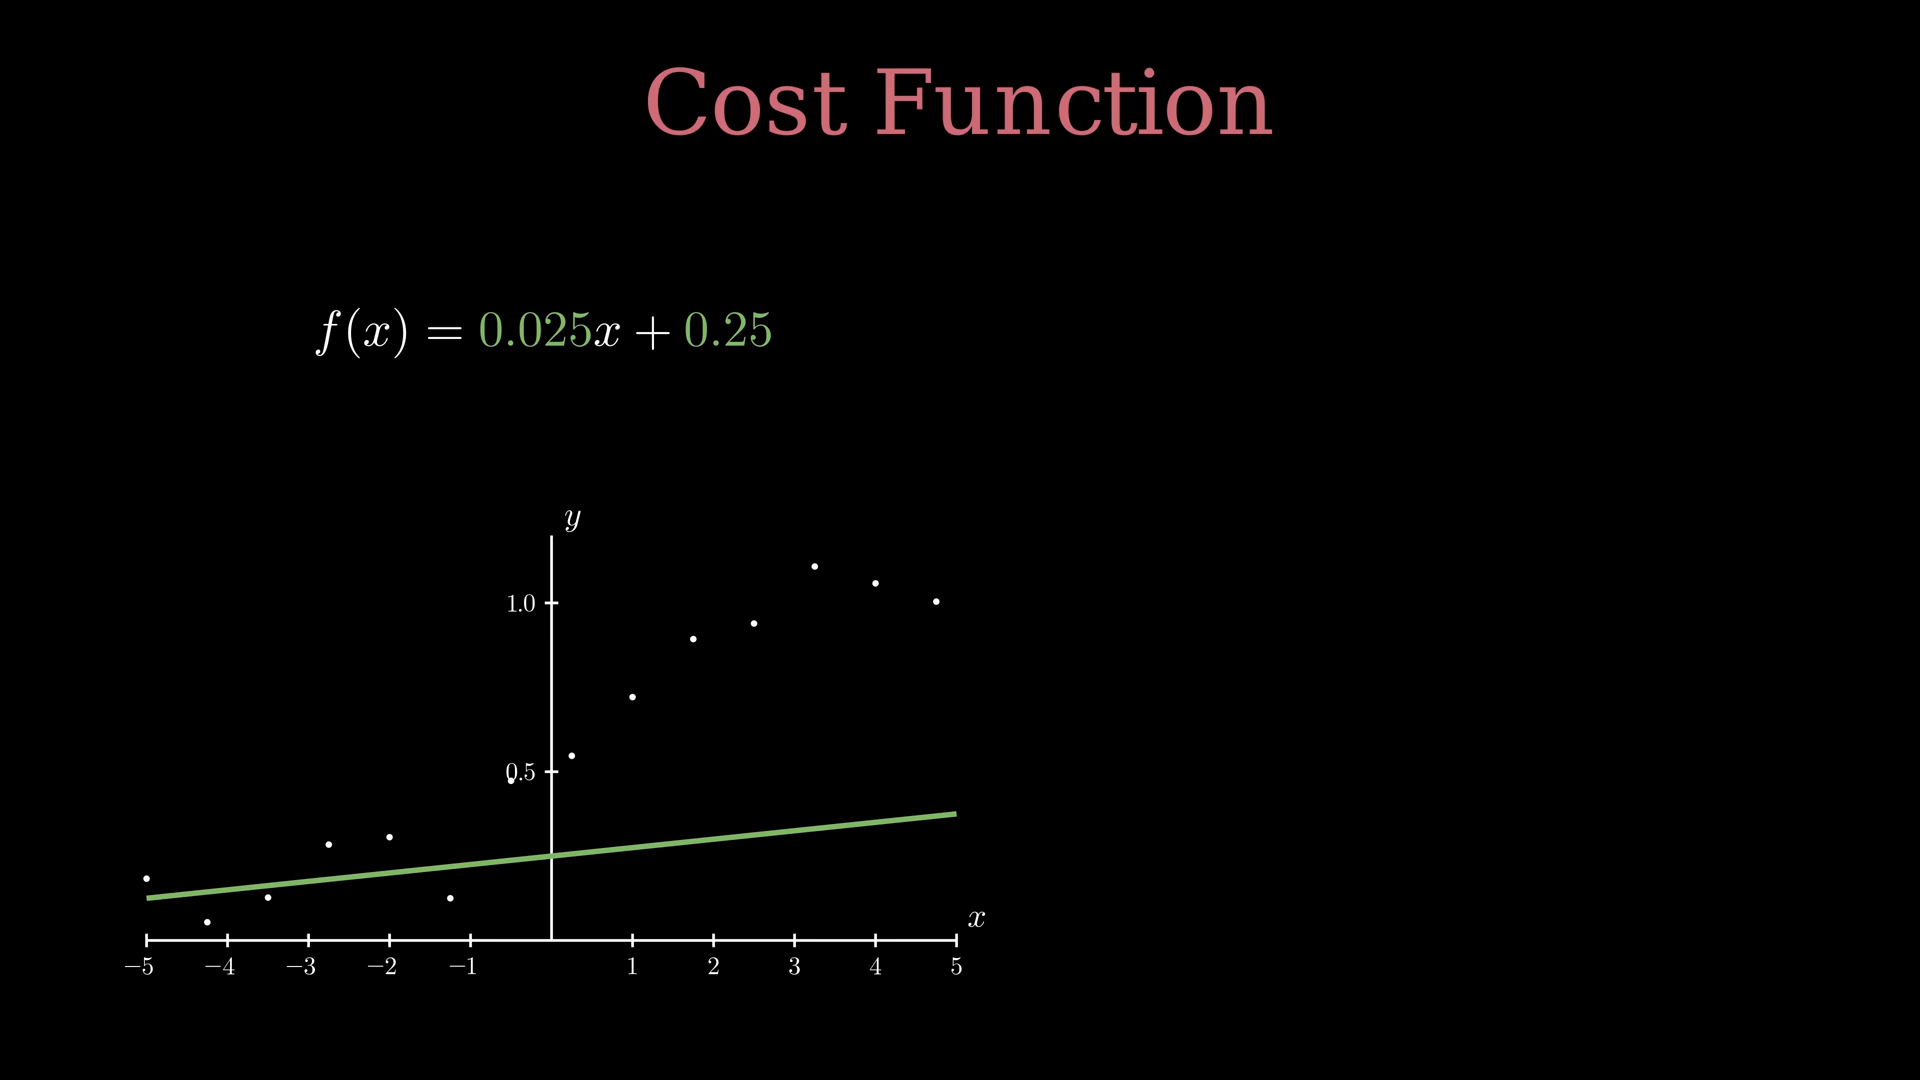 Cost Function
f(x) = 0.025x + 0.25
y
1.0
0.5
x
−5 −4 −3 −2 −1 1 2 3 4 5